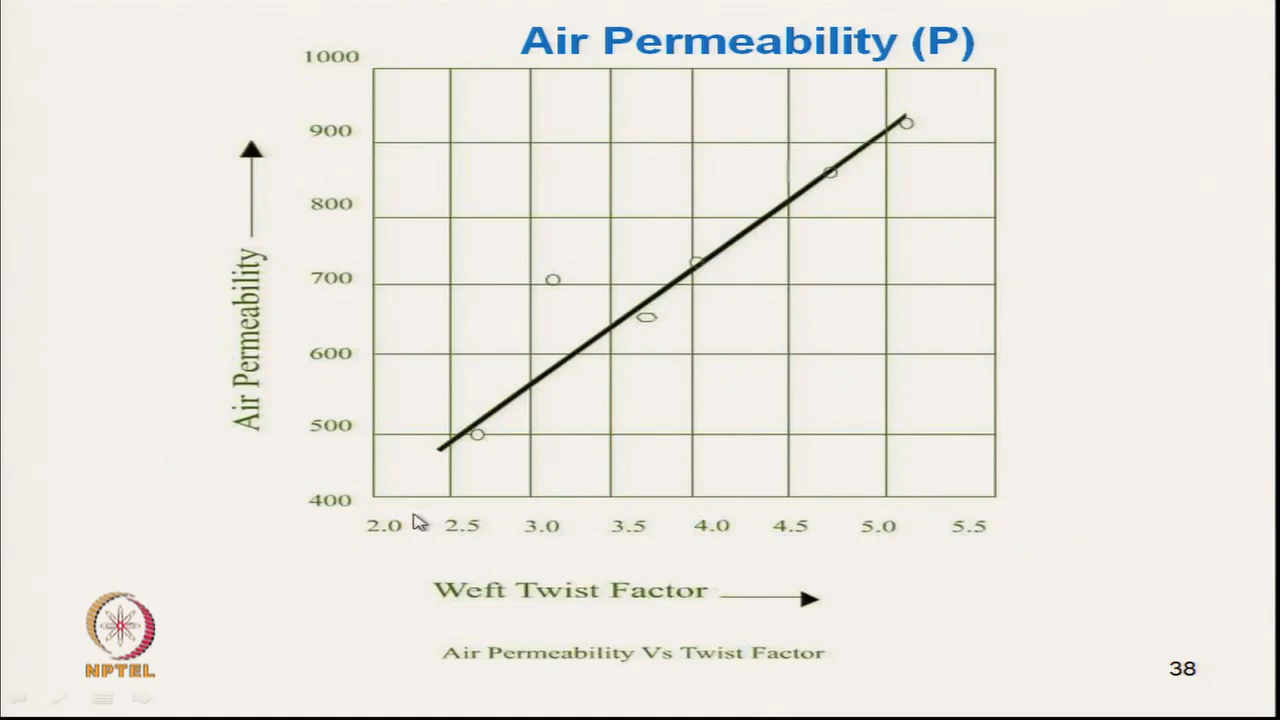 Air Permeability (P)
1000
900
800
700
600
500
400
Air Permeability
2.0 2.5 3.0 3.5 4.0 4.5 5.0 5.5
Weft Twist Factor
Air Permeability Vs Twist Factor
NPTEL
38